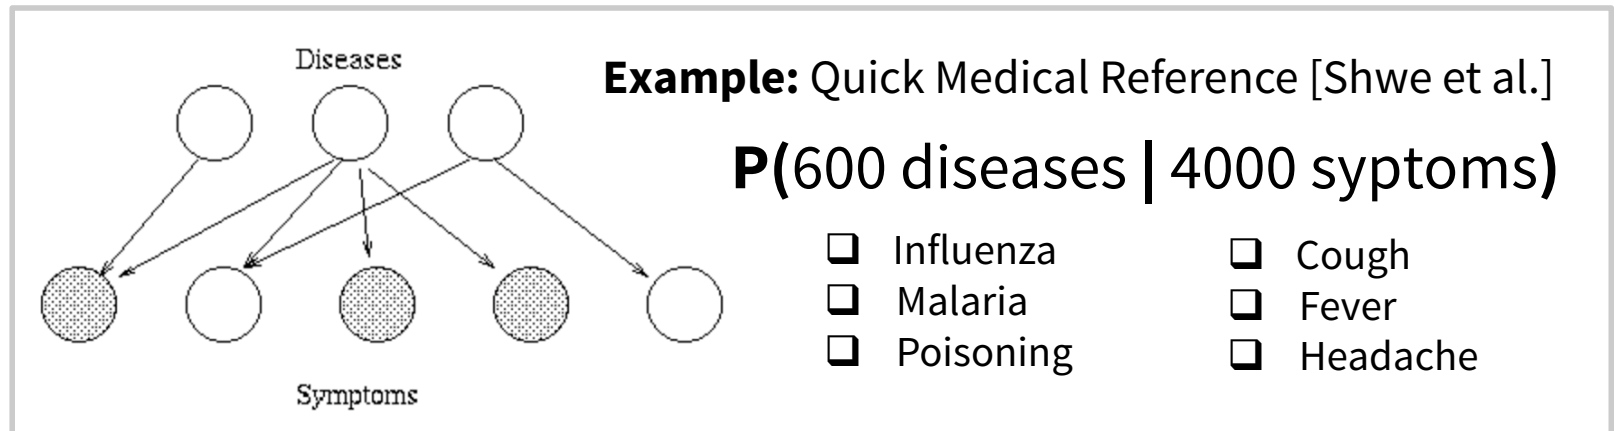 Diseases
Example: Quick Medical Reference [Shwe et al.]
P(600 diseases | 4000 syptoms)
Influenza
Malaria
Poisoning
Cough
Fever
Headache
Symptoms